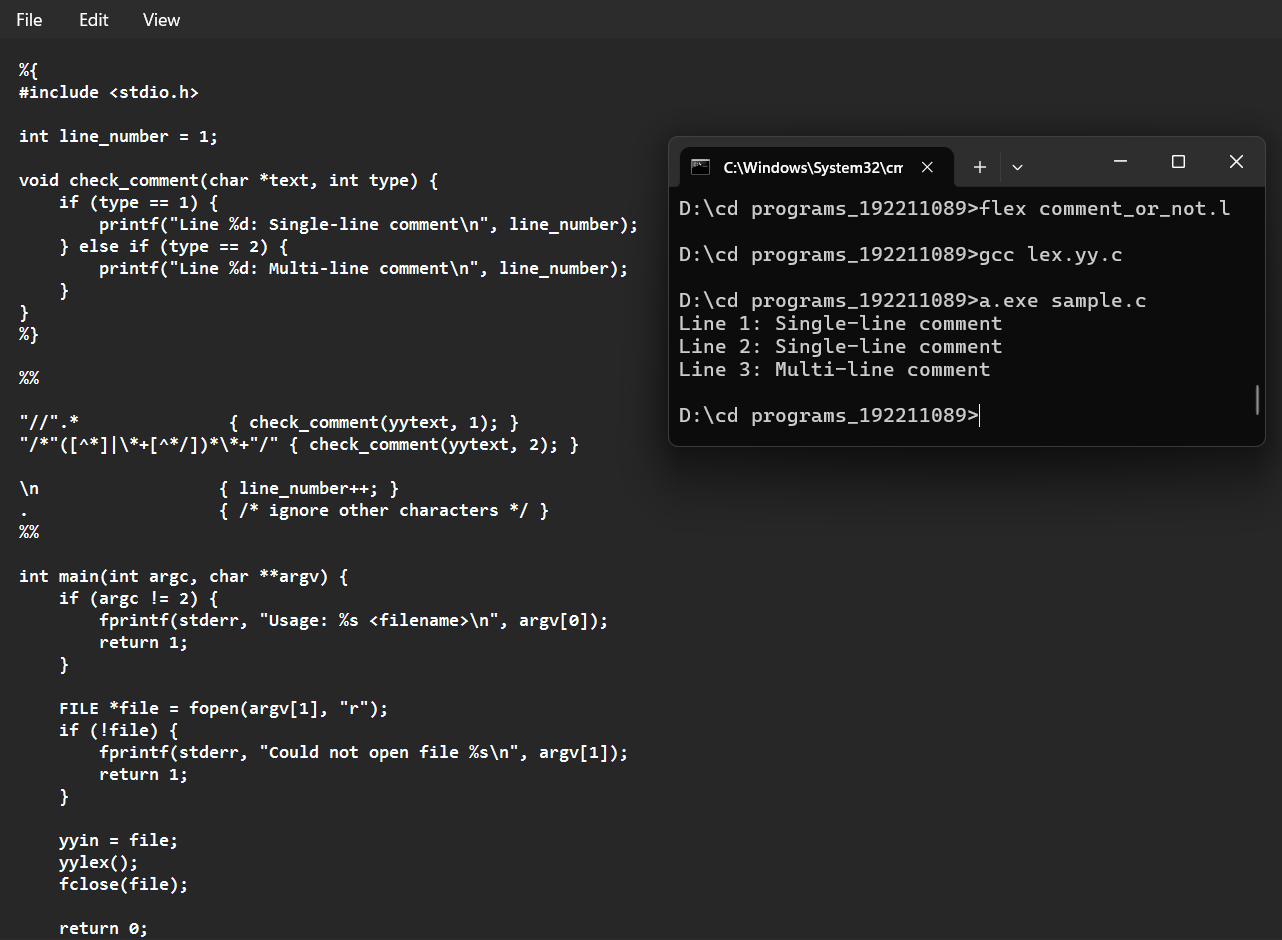 File Edit View
%{
#include <stdio.h>
int line_number = 1;
void check_comment(char *text, int type) {
    if (type == 1) {
        printf("Line %d: Single-line comment\n", line_number);
    } else if (type == 2) {
        printf("Line %d: Multi-line comment\n", line_number);
    }
}
%}
%%
"//".*               { check_comment(yytext, 1); }
"/*"([^*]|\*+[^*/])*\*+"/" { check_comment(yytext, 2); }
\n                  { line_number++; }
.                   { /* ignore other characters */ }
%%
int main(int argc, char **argv) {
    if (argc != 2) {
        fprintf(stderr, "Usage: %s <filename>\n", argv[0]);
        return 1;
    }
    FILE *file = fopen(argv[1], "r");
    if (!file) {
        fprintf(stderr, "Could not open file %s\n", argv[1]);
        return 1;
    }
    yyin = file;
    yylex();
    fclose(file);
    return 0;
C:\Windows\System32\cm
D:\cd programs_192211089>flex comment_or_not.l
D:\cd programs_192211089>gcc lex.yy.c
D:\cd programs_192211089>a.exe sample.c
Line 1: Single-line comment
Line 2: Single-line comment
Line 3: Multi-line comment
D:\cd programs_192211089>